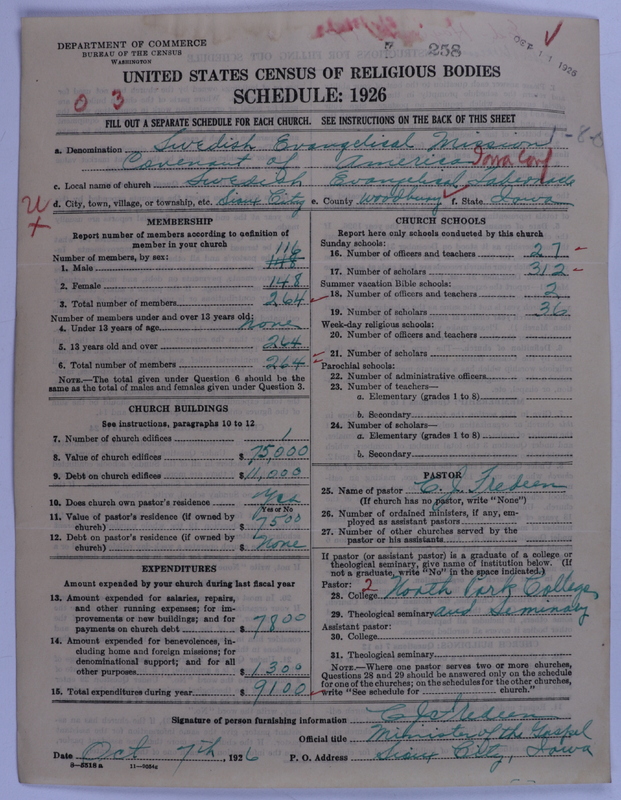 258
OCT 11 1926
DEPARTMENT OF COMMERCE
BUREAU OF THE CENSUS
WASHINGTON
UNITED STATES CENSUS OF RELIGIOUS BODIES
SCHEDULE: 1926
0 3
FILL OUT A SEPARATE SCHEDULE FOR EACH CHURCH. SEE INSTRUCTIONS ON THE BACK OF THIS SHEET
a. Denomination Swedish Evangelical Mission
Covenant of America Iowa Conf
c. Local name of church Swedish Evangelical Tabernacle
d. City, town, village, or township, etc. Sioux City e. County Woodbury f. State Iowa
MEMBERSHIP
Report number of members according to definition of
member in your church
Number of members, by sex: 116
1. Male 118
2. Female 148
3. Total number of members 264
Number of members under and over 13 years old:
4. Under 13 years of age None
5. 13 years old and over 264
6. Total number of members 264
NOTE.—The total given under Question 6 should be the
same as the total of males and females given under Question 3.
CHURCH BUILDINGS
See instructions, paragraphs 10 to 12
7. Number of church edifices 1
8. Value of church edifices $ 75,000
9. Debt on church edifices $ 11,000
10. Does church own pastor's residence Yes
Yes or No
11. Value of pastor's residence (if owned by
church) $ 7500
12. Debt on pastor's residence (if owned by
church) $ None
EXPENDITURES
Amount expended by your church during last fiscal year
13. Amount expended for salaries, repairs,
and other running expenses; for im-
provements or new buildings; and for
payments on church debt $ 7800
14. Amount expended for benevolences, in-
cluding home and foreign missions; for
denominational support; and for all
other purposes $ 1300
15. Total expenditures during year $ 9100
CHURCH SCHOOLS
Report here only schools conducted by this church
Sunday schools:
16. Number of officers and teachers 27
17. Number of scholars 312
Summer vacation Bible schools:
18. Number of officers and teachers 2
19. Number of scholars 36
Week-day religious schools:
20. Number of officers and teachers
21. Number of scholars
Parochial schools:
22. Number of administrative officers
23. Number of teachers—
a. Elementary (grades 1 to 8)
b. Secondary
24. Number of scholars—
a. Elementary (grades 1 to 8)
b. Secondary
PASTOR
25. Name of pastor C. J. Fredeen
(If church has no pastor, write "None")
26. Number of ordained ministers, if any, em-
ployed as assistant pastors
27. Number of other churches served by the
pastor or his assistants
If pastor (or assistant pastor) is a graduate of a college or
theological seminary, give name of institution below. (If
not a graduate, write "No" in the space indicated.)
Pastor: 2
28. College North Park College
29. Theological seminary and Seminary
Assistant pastor:
30. College
31. Theological seminary
NOTE.—Where one pastor serves two or more churches,
Questions 28 and 29 should be answered only on the schedule
for one of the churches; on the schedules for the other churches,
write "See schedule for church."
Signature of person furnishing information C. J. Fredeen
Official title Minister of the Gospel
Date Oct. 7th, 1926 P. O. Address Sioux City, Iowa
8-5518a 11-3684c